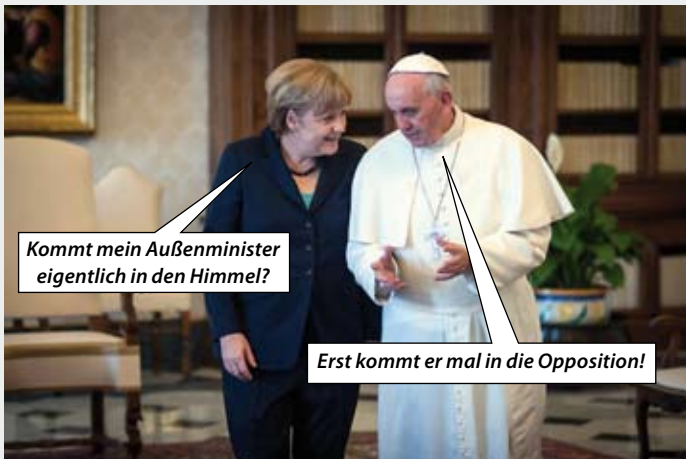 Kommt mein Außenminister
eigentlich in den Himmel?
Erst kommt er mal in die Opposition!